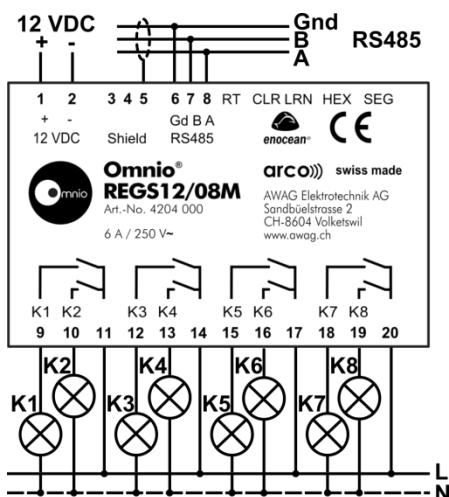 12 VDC
+ -
Gnd
B
A
RS485
1 2 3 4 5 6 7 8 RT CLR LRN HEX SEG
+ - Gd B A
12 VDC Shield RS485
enocean® CE
Omnio
Omnio®
REGS12/08M
Art.-No. 4204 000
6 A / 250 V~
arco))) swiss made
AWAG Elektrotechnik AG
Sandbüelstrasse 2
CH-8604 Volketswil
www.awag.ch
K1 K2 K3 K4 K5 K6 K7 K8
9 10 11 12 13 14 15 16 17 18 19 20
K2 K4 K6 K8
K1 K3 K5 K7
L
N